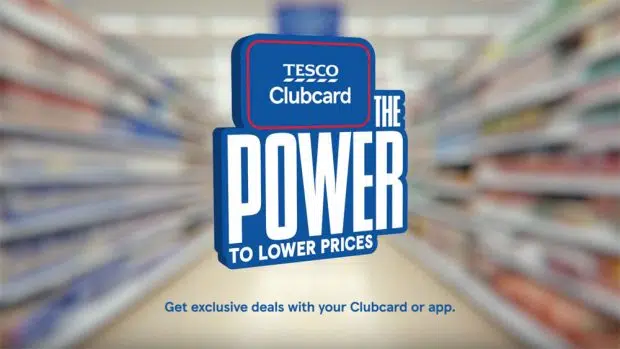 TESCO
Clubcard
THE
POWER
TO LOWER PRICES
Get exclusive deals with your Clubcard or app.